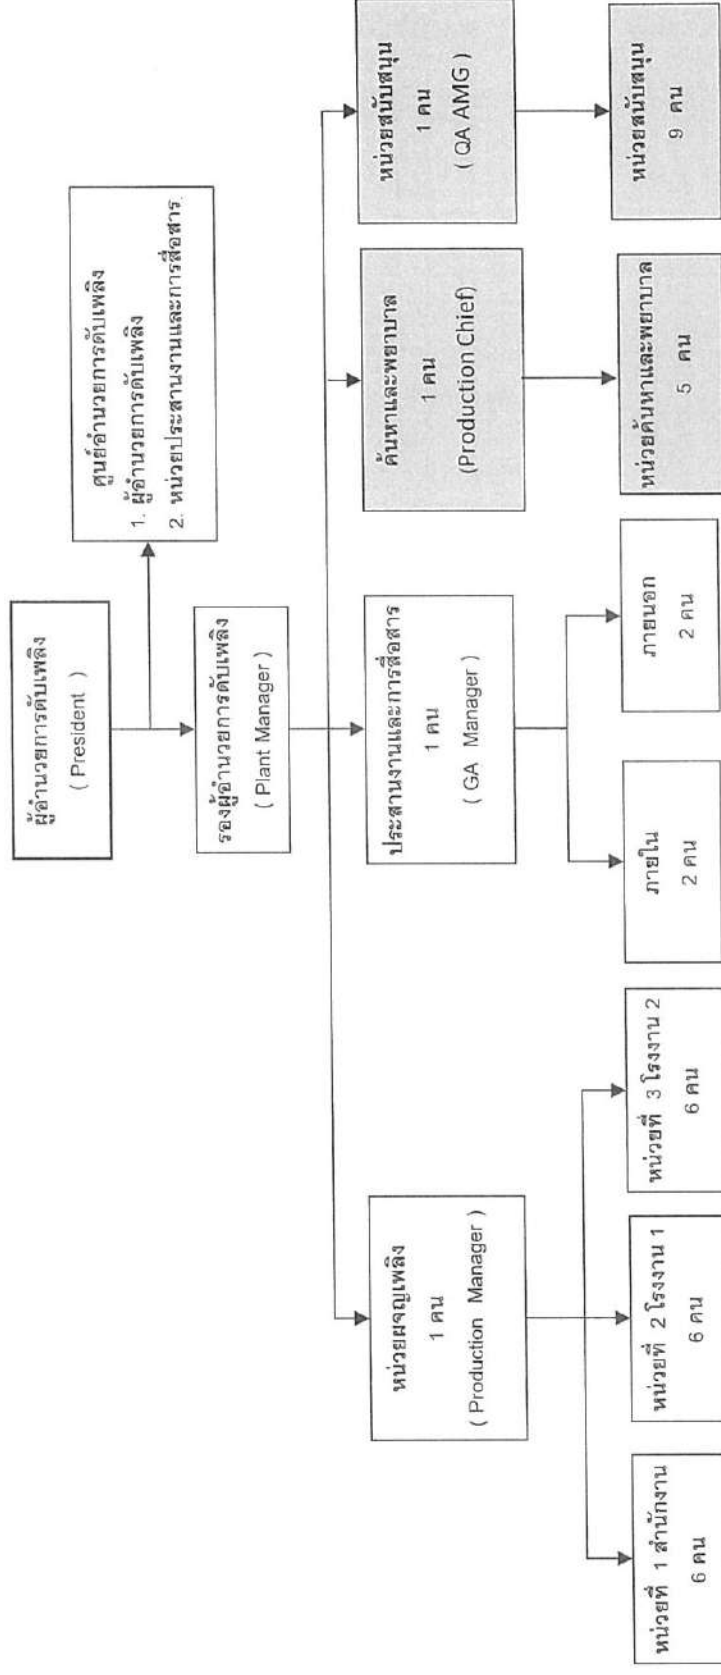 ผู้อำนวยการดับเพลิง
( President )
ศูนย์อำนวยการดับเพลิง
1. ผู้อำนวยการดับเพลิง
2. หน่วยประสานงานและการสื่อสาร
รองผู้อำนวยการดับเพลิง
( Plant Manager )
หน่วยผจญเพลิง
1 คน
( Production Manager )
ประสานงานและการสื่อสาร
1 คน
( GA Manager )
ค้นหาและพยาบาล
1 คน
(Production Chief)
หน่วยสนับสนุน
1 คน
( QA AMG )
หน่วยที่ 1 สำนักงาน
6 คน
หน่วยที่ 2 โรงงาน 1
6 คน
หน่วยที่ 3 โรงงาน 2
6 คน
ภายใน
2 คน
ภายนอก
2 คน
หน่วยค้นหาและพยาบาล
5 คน
หน่วยสนับสนุน
9 คน